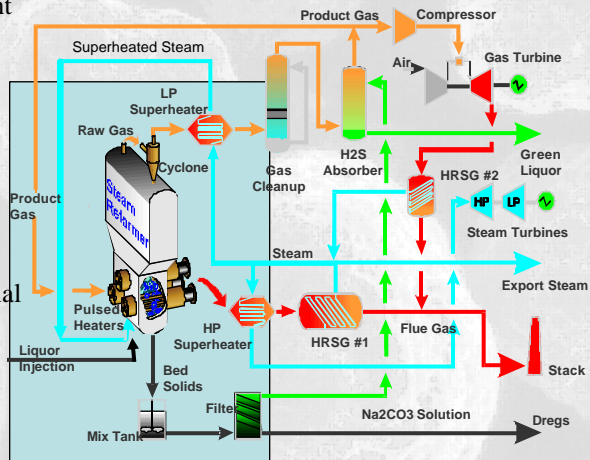 nt
Product Gas
Compressor
Superheated Steam
Gas Turbine
Air
LP
Superheater
Raw Gas
Cyclone
Gas
Cleanup
H2S
Absorber
Green
Liquor
HRSG #2
Steam
Reformer
Product
Gas
HP
LP
Steam Turbines
Steam
Export Steam
nal
Pulsed
Heaters
HP
Superheater
HRSG #1
Flue Gas
Liquor
Injection
Stack
Bed
Solids
Filter
Na2CO3 Solution
Dregs
Mix Tank